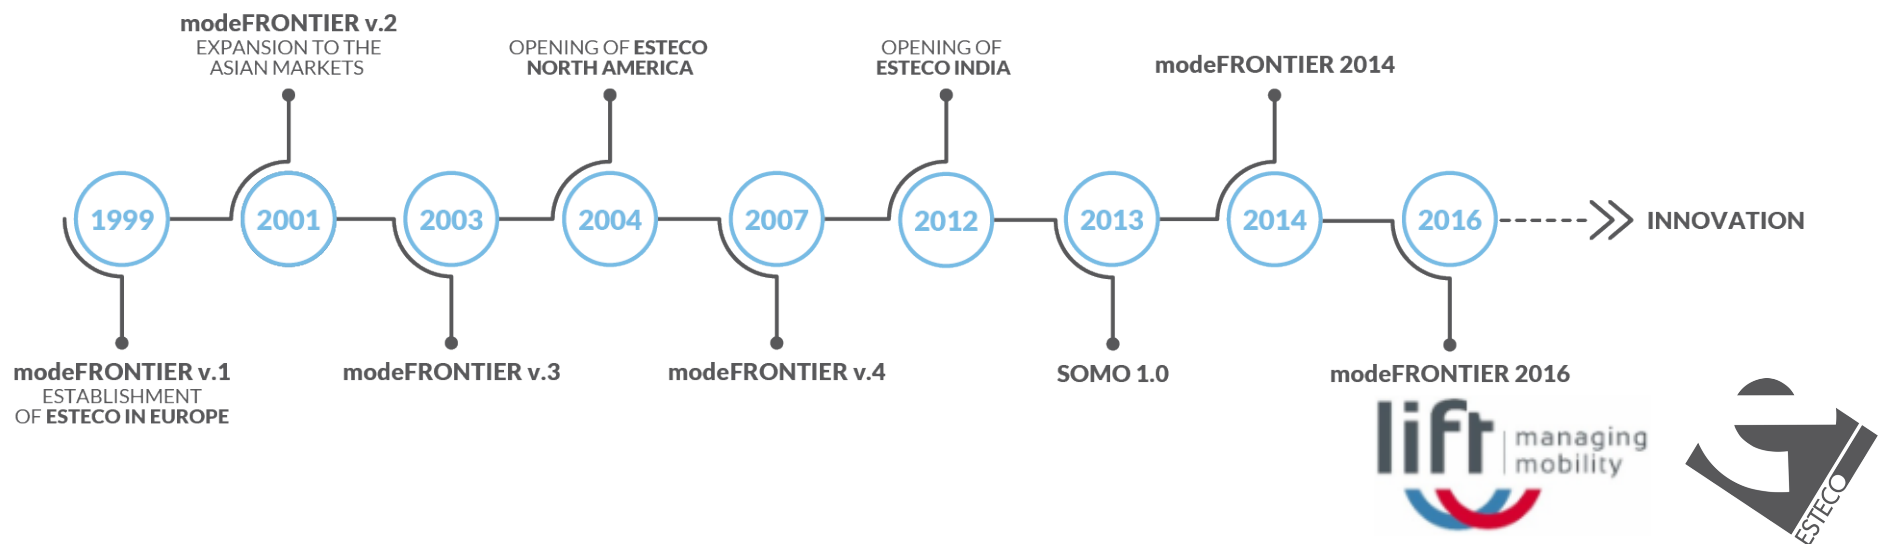 modeFRONTIER v.2
EXPANSION TO THE
ASIAN MARKETS
OPENING OF ESTECO
NORTH AMERICA
OPENING OF
ESTECO INDIA
modeFRONTIER 2014
1999
2001
2003
2004
2007
2012
2013
2014
2016
INNOVATION
modeFRONTIER v.1
ESTABLISHMENT
OF ESTECO IN EUROPE
modeFRONTIER v.3
modeFRONTIER v.4
SOMO 1.0
modeFRONTIER 2016
lift
managing
mobility
ESTECO